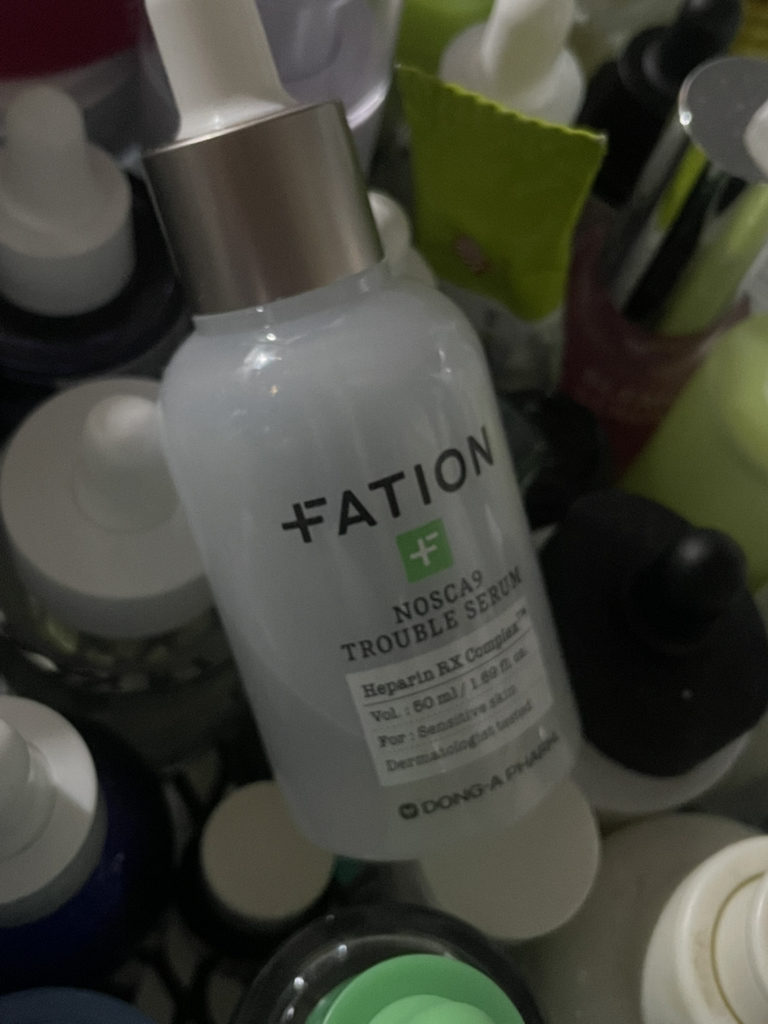 FATION
NOSCA9
TROUBLE SERUM
Heparin RX Complex™
Vol. : 50 ml / 1.69 fl oz.
For : Sensitive skin
Dermatologist tested
DONG-A PHARM